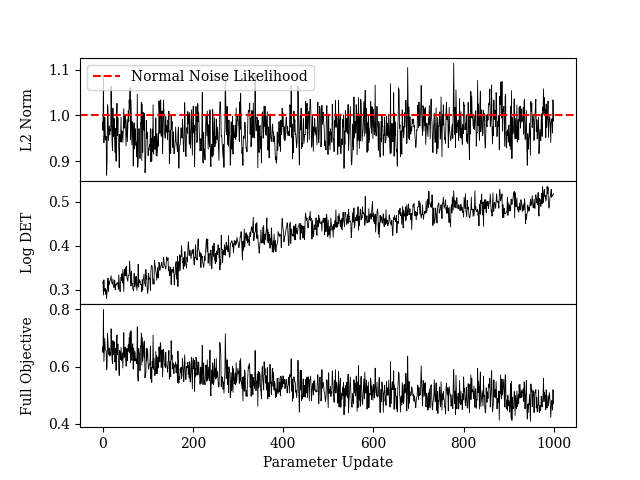 Normal Noise Likelihood
L2 Norm
1.1
1.0
0.9
Log DET
0.5
0.4
0.3
Full Objective
0.8
0.6
0.4
0 200 400 600 800 1000
Parameter Update